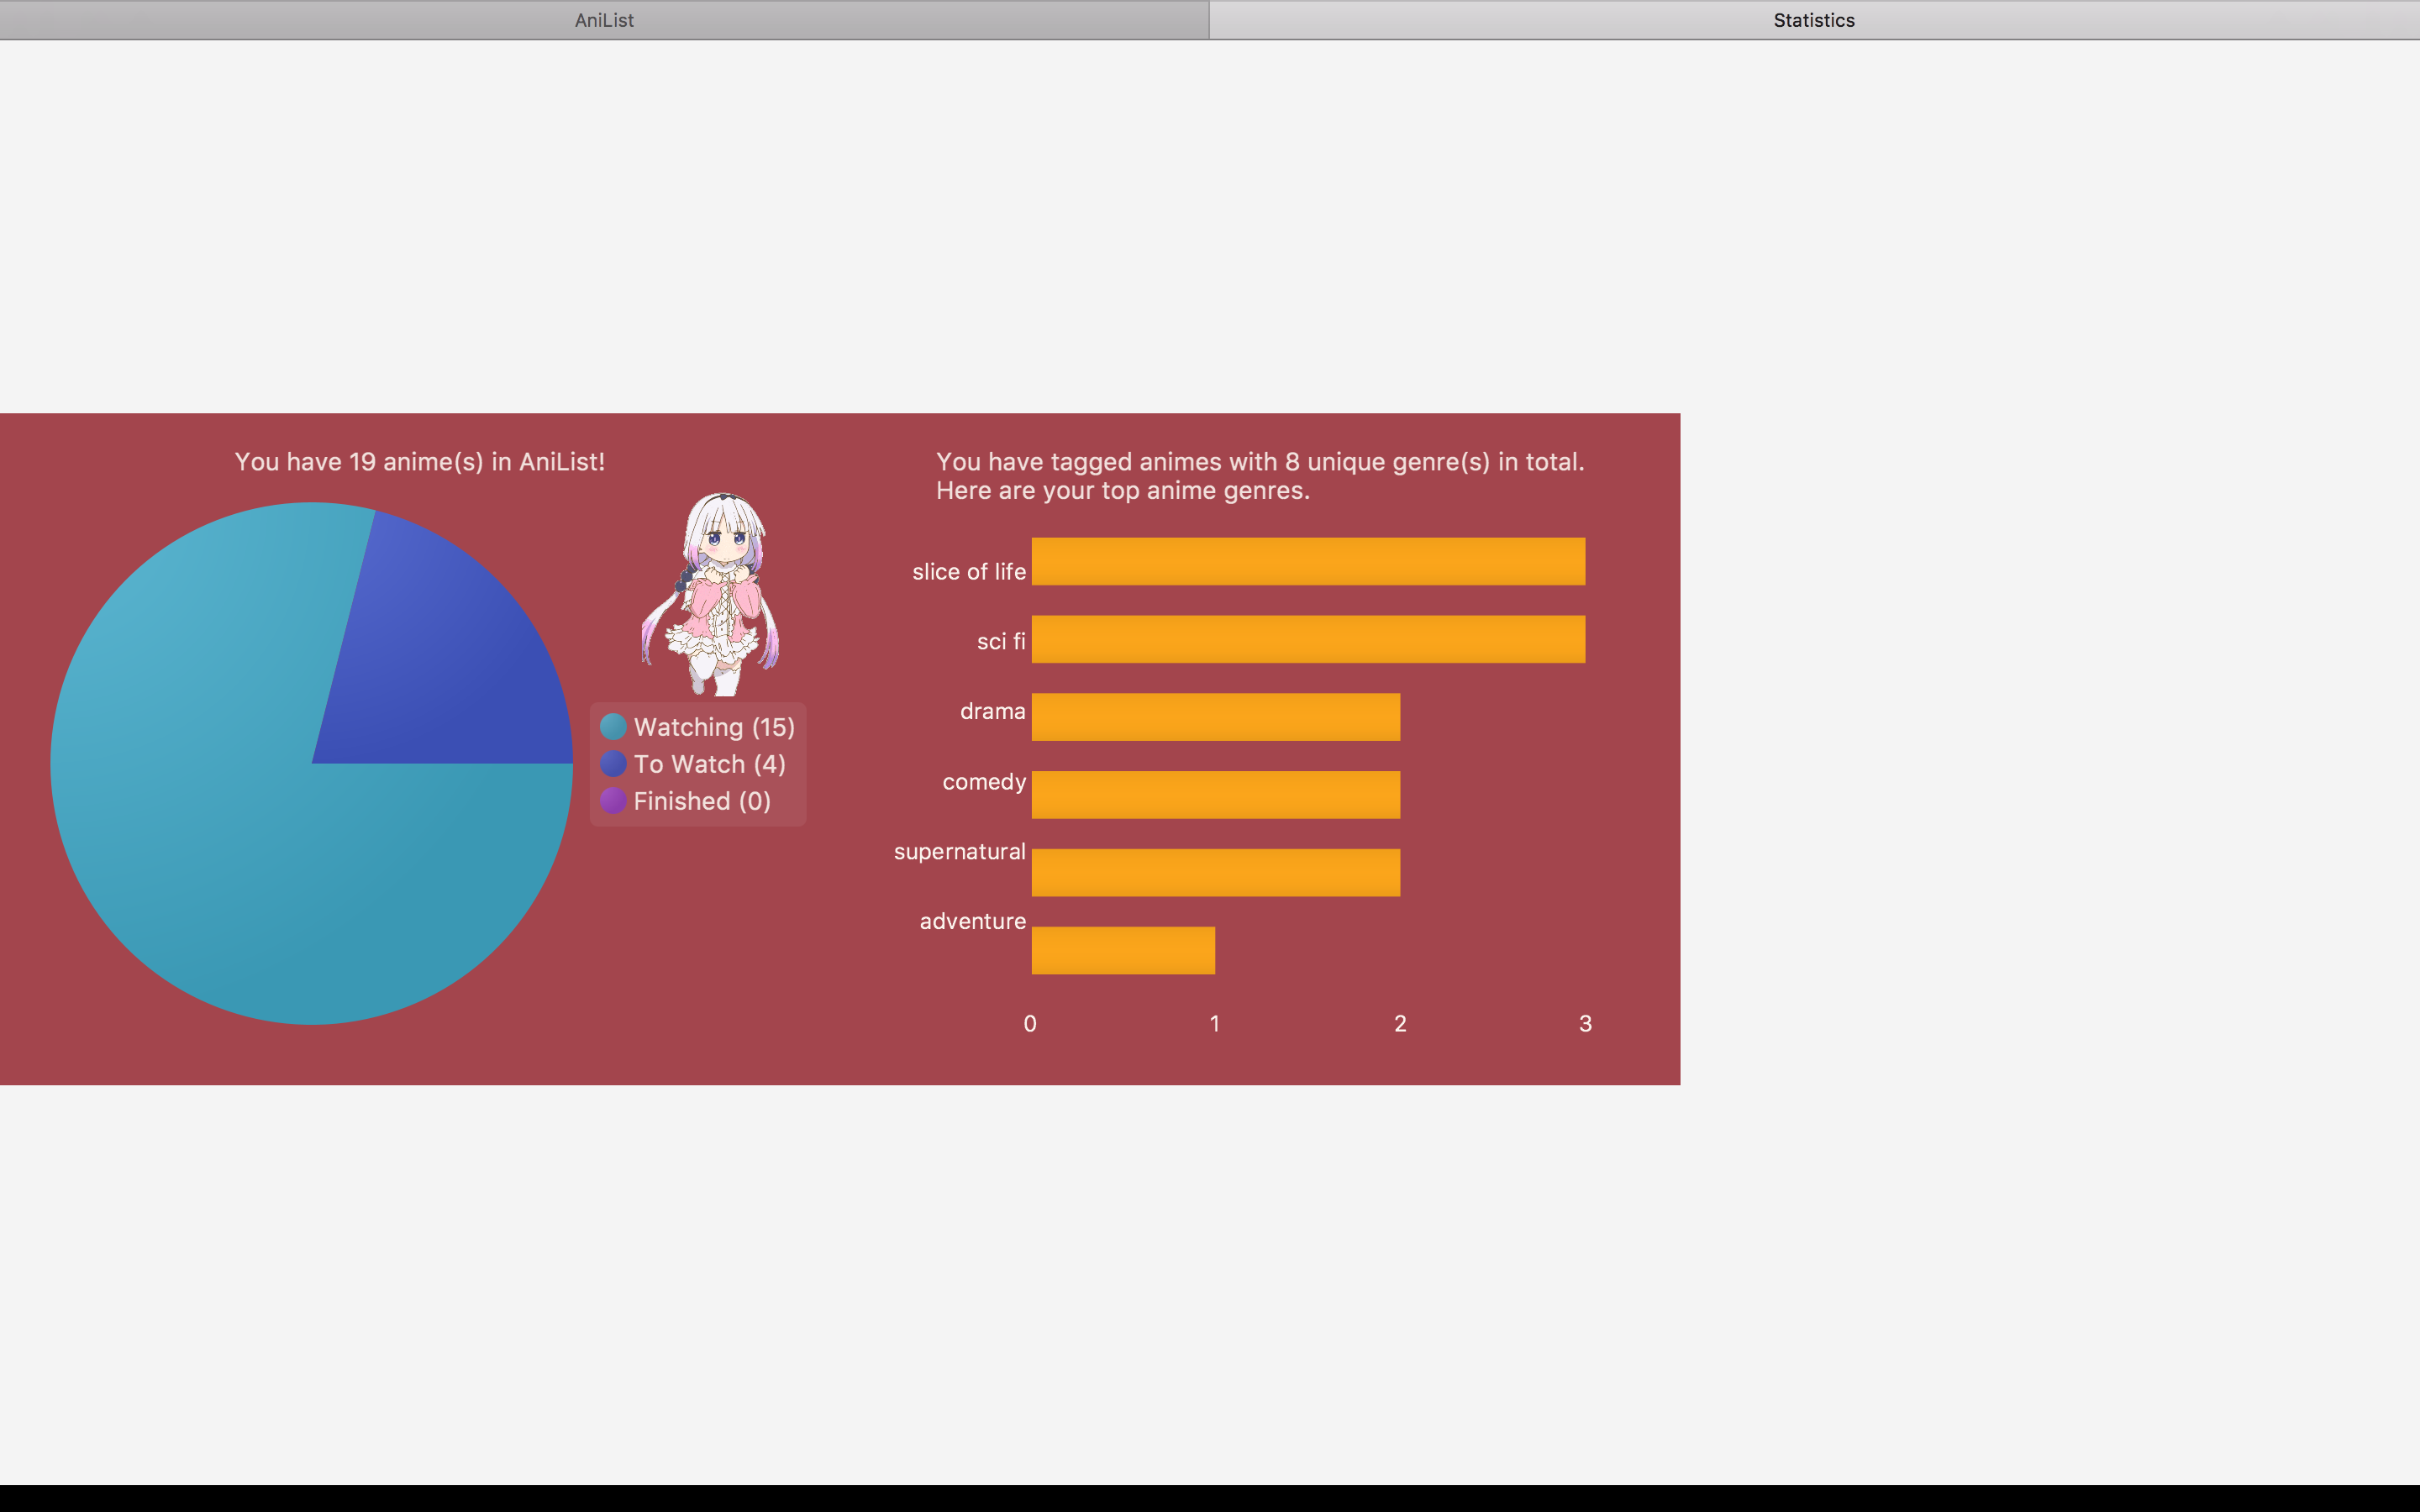 AniList
Statistics
You have 19 anime(s) in AniList!
Watching (15)
To Watch (4)
Finished (0)
You have tagged animes with 8 unique genre(s) in total.
Here are your top anime genres.
slice of life
sci fi
drama
comedy
supernatural
adventure
0 1 2 3